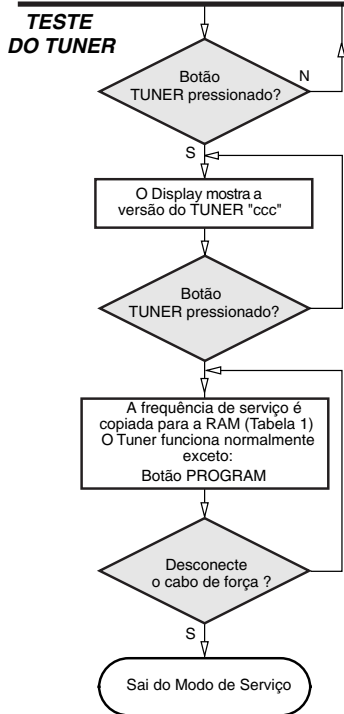 TESTE
DO TUNER
Botão
TUNER pressionado?
N
S
O Display mostra a
versão do TUNER "ccc"
Botão
TUNER pressionado?
A frequência de serviço é
copiada para a RAM (Tabela 1)
O Tuner funciona normalmente
exceto:
Botão PROGRAM
Desconecte
o cabo de força ?
S
Sai do Modo de Serviço